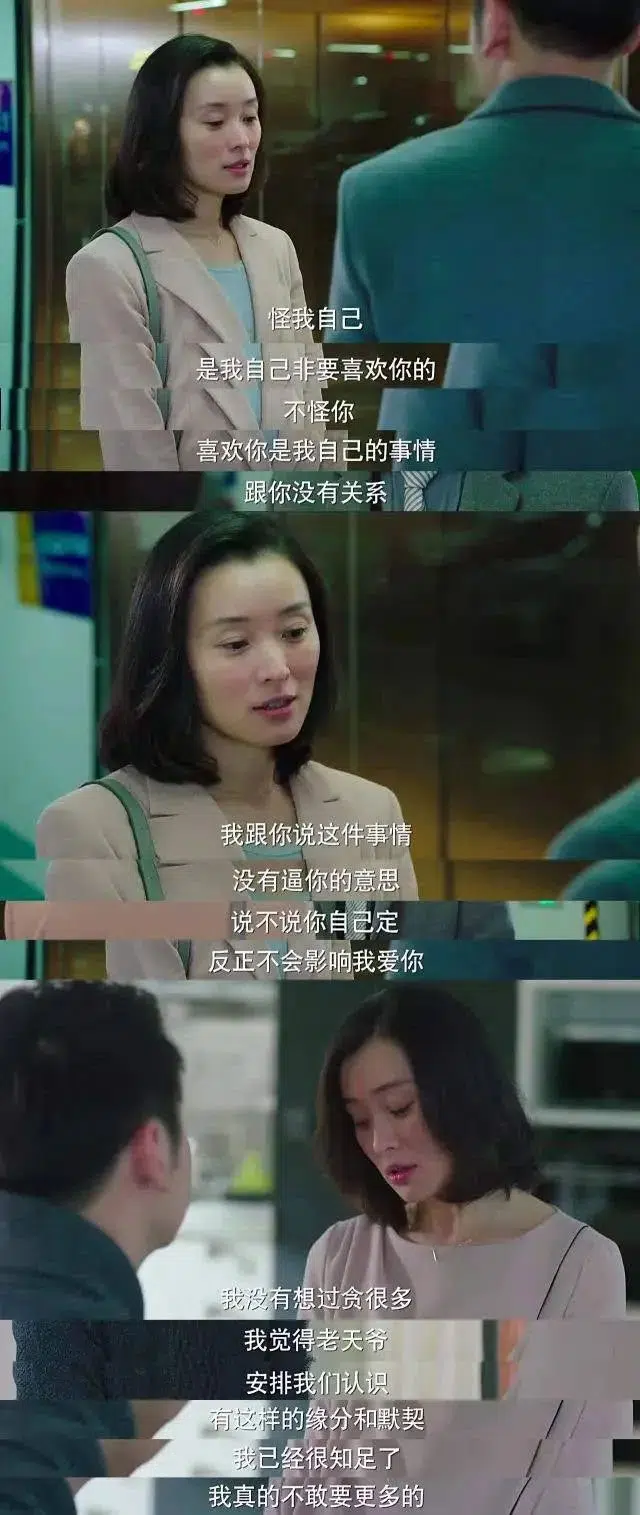 怪我自己
是我自己非要喜欢你的
不怪你
喜欢你是我自己的事情
跟你没有关系
我跟你说这件事情
没有逼你的意思
说不说你自己定
反正不会影响我爱你
我没有想过贪很多
我觉得老天爷
安排我们认识
有这样的缘分和默契
我已经很知足了
我真的不敢要更多的